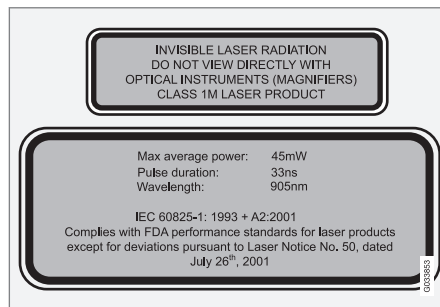 INVISIBLE LASER RADIATION
DO NOT VIEW DIRECTLY WITH
OPTICAL INSTRUMENTS (MAGNIFIERS)
CLASS 1M LASER PRODUCT
Max average power: 45mW
Pulse duration: 33ns
Wavelength: 905nm
IEC 60825-1: 1993 + A2:2001
Complies with FDA performance standards for laser products
except for deviations pursuant to Laser Notice No. 50, dated
July 26th, 2001
G033853